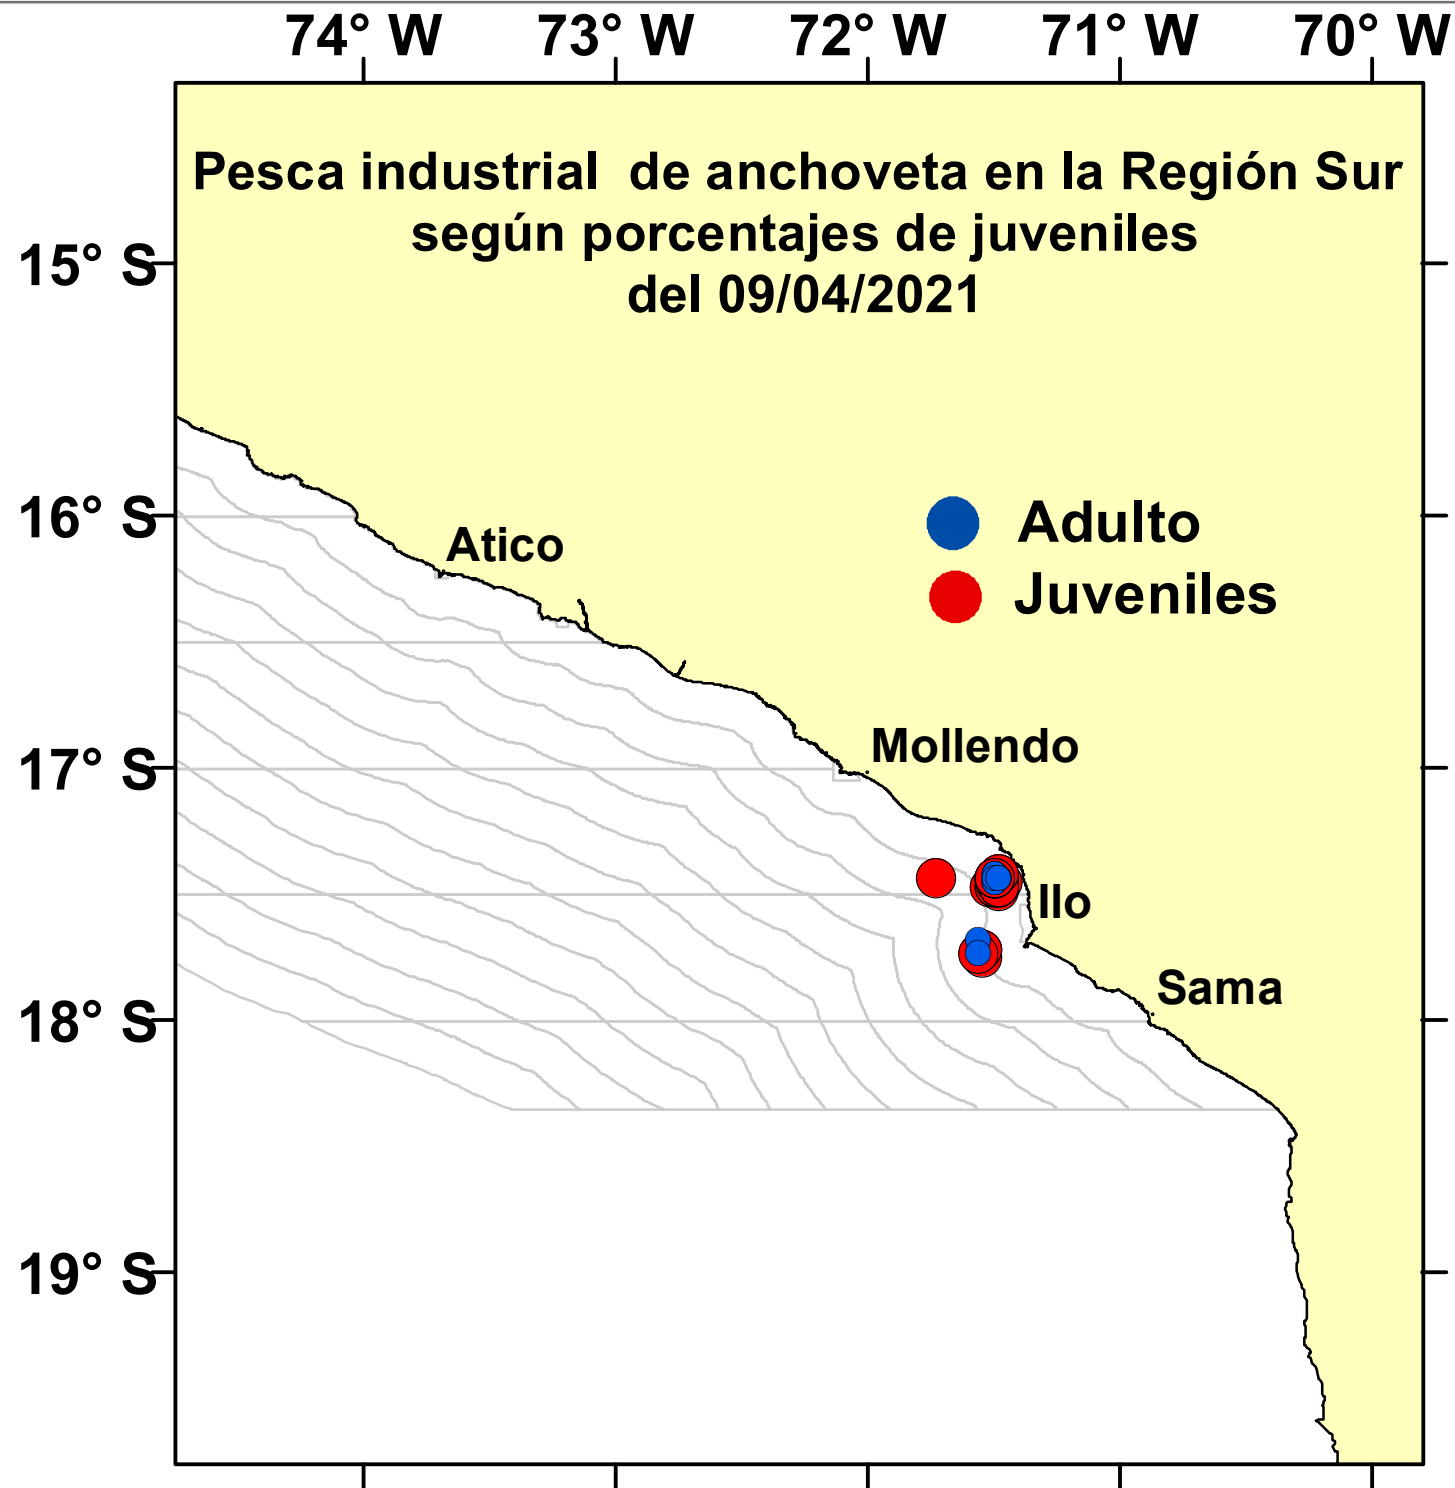 74° W 73° W 72° W 71° W 70° W
Pesca industrial de anchoveta en la Región Sur
según porcentajes de juveniles
del 09/04/2021
15° S
16° S
Adulto
Atico
Juveniles
Mollendo
17° S
Ilo
Sama
18° S
19° S